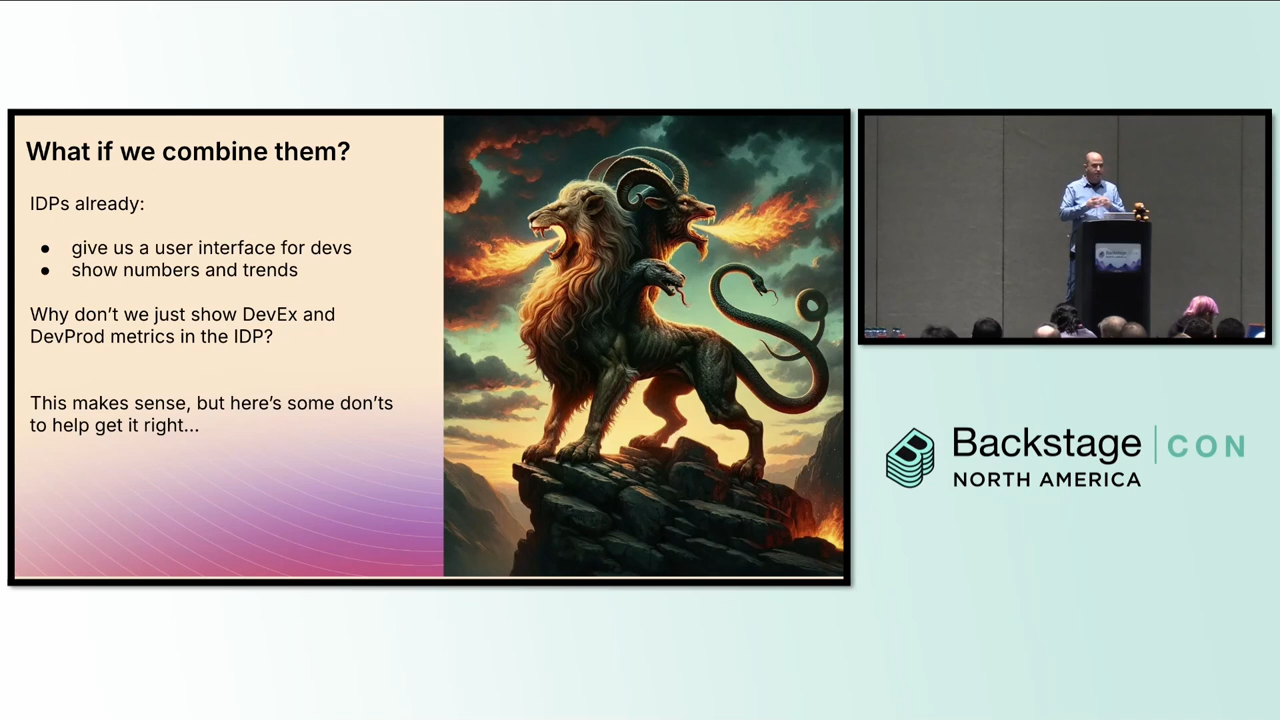 What if we combine them?
IDPs already:
● give us a user interface for devs
● show numbers and trends
Why don’t we just show DevEx and
DevProd metrics in the IDP?
This makes sense, but here’s some don’ts
to help get it right...
Backstage
Backstage | CON
NORTH AMERICA